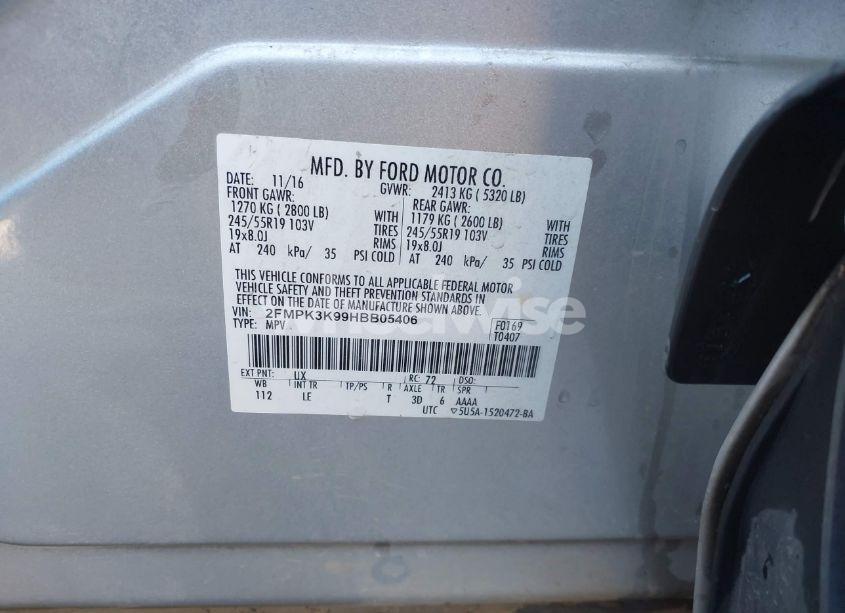 MFD. BY FORD MOTOR CO.
DATE: 11/16 GVWR: 2413 KG ( 5320 LB)
FRONT GAWR: REAR GAWR:
1270 KG ( 2800 LB) WITH 1179 KG ( 2600 LB) WITH
245/55R19 103V TIRES 245/55R19 103V TIRES
19x8.0J RIMS 19x8.0J RIMS
AT 240 kPa/ 35 PSI COLD AT 240 kPa/ 35 PSI COLD
THIS VEHICLE CONFORMS TO ALL APPLICABLE FEDERAL MOTOR
VEHICLE SAFETY AND THEFT PREVENTION STANDARDS IN
EFFECT ON THE DATE OF MANUFACTURE SHOWN ABOVE.
VIN: 2FMPK3K99HBB05406 F0169
TYPE: MPV T0407
wheelwise
EXT PNT: UX RC: 72 DSO:
WB INT TR TP/PS R AXLE TR SPR
112 LE T 3D 6 AAAA
UTC ▽5U5A-1520472-BA